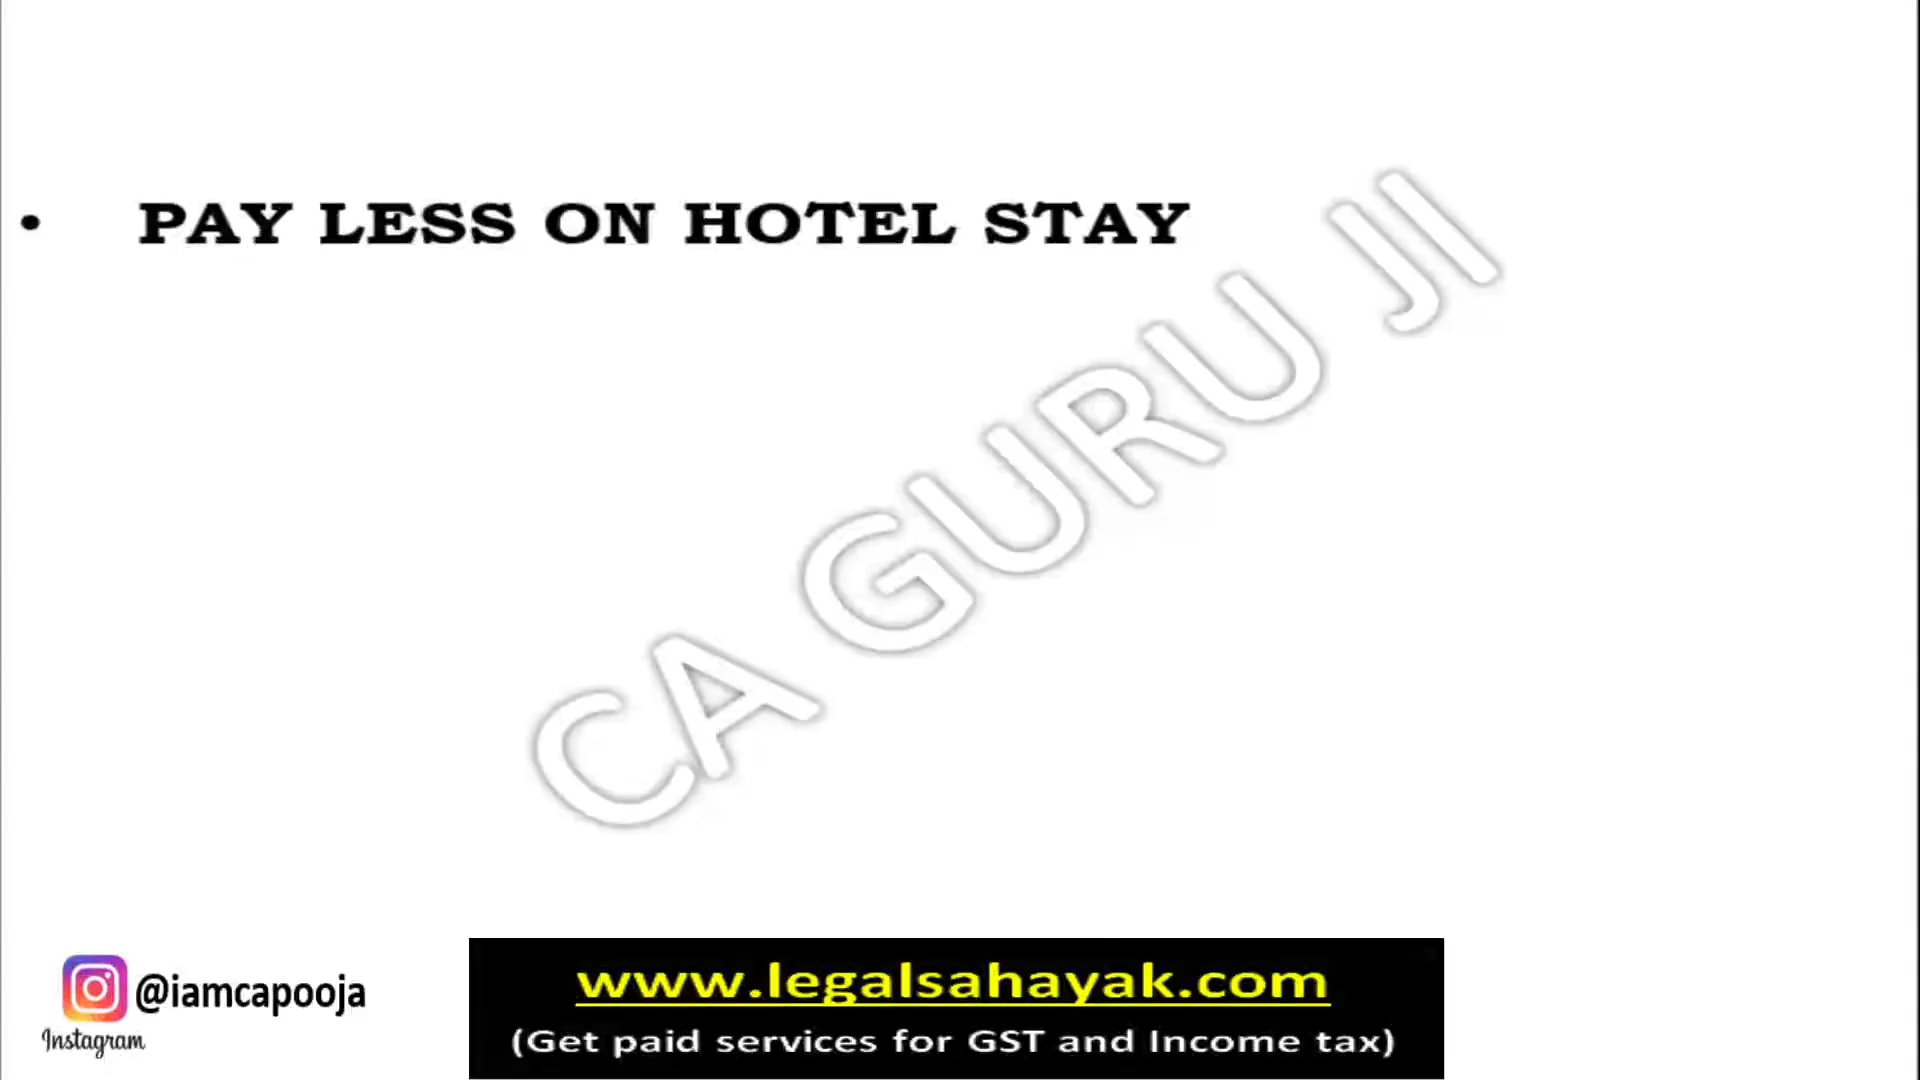 • PAY LESS ON HOTEL STAY
CA GURU JI
@iamcapooja
Instagram
www.legalsahayak.com
(Get paid services for GST and Income tax)